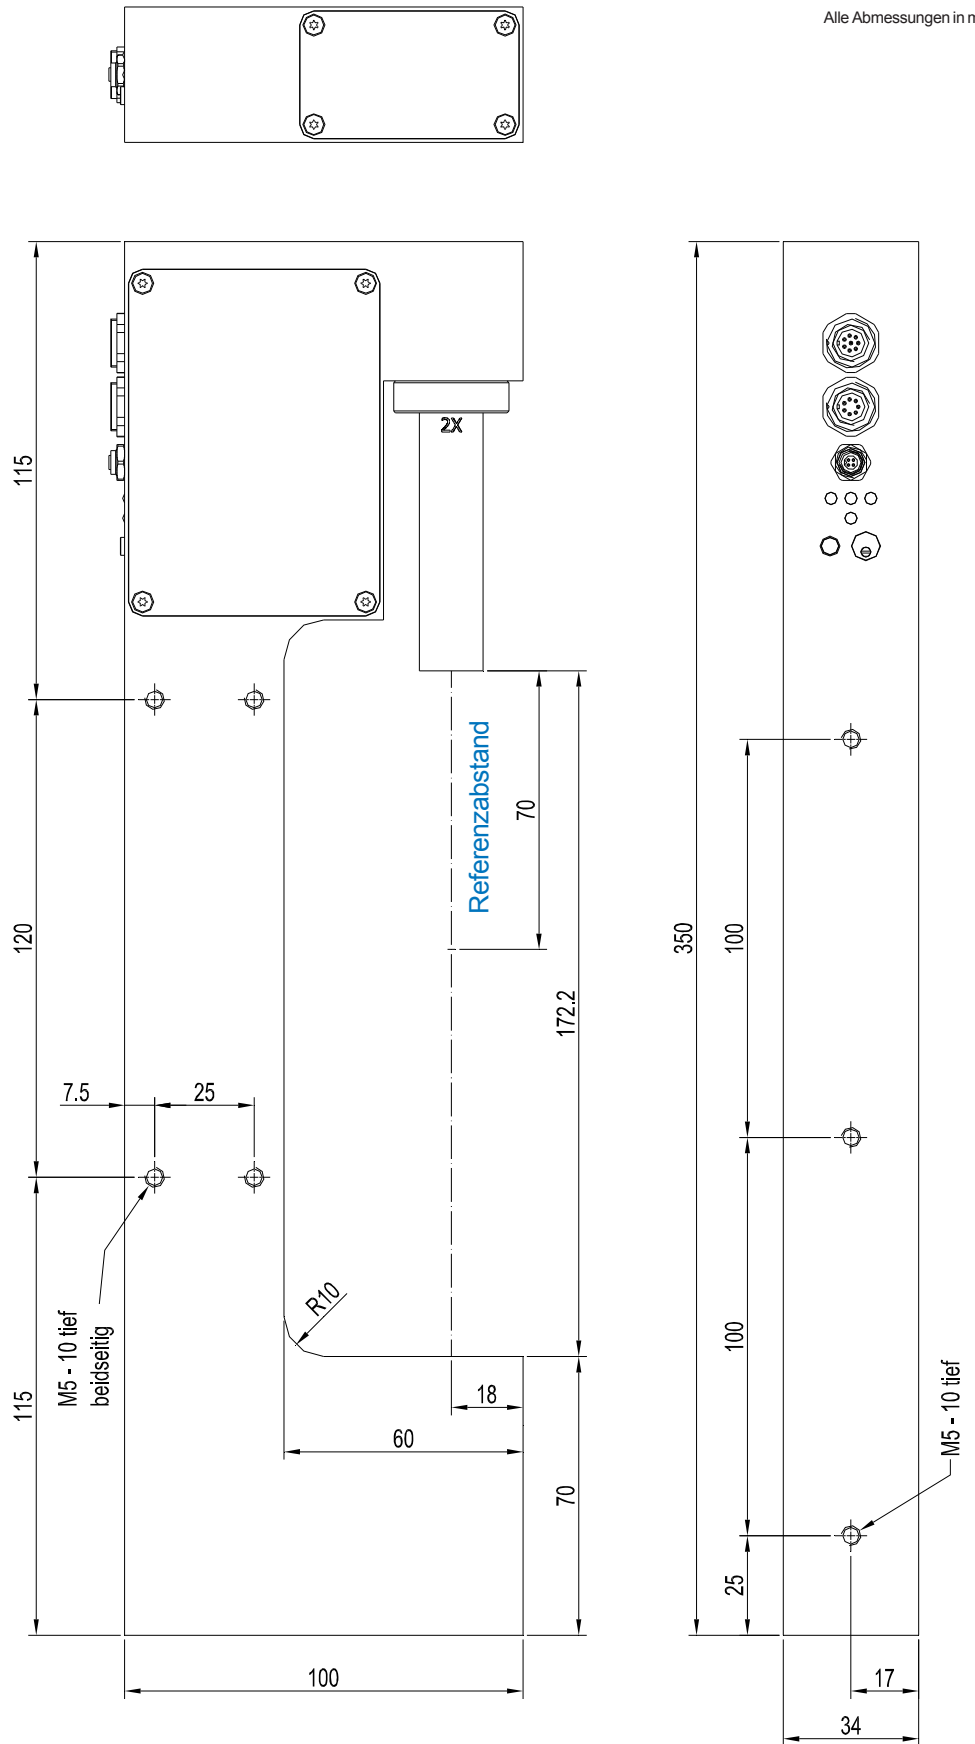 Alle Abmessungen in m
2X
115
Referenzabstand
70
120
350
100
172.2
7.5
25
R10
M5 - 10 tief
beidseitig
115
100
18
60
M5 - 10 tief
70
25
100
17
34